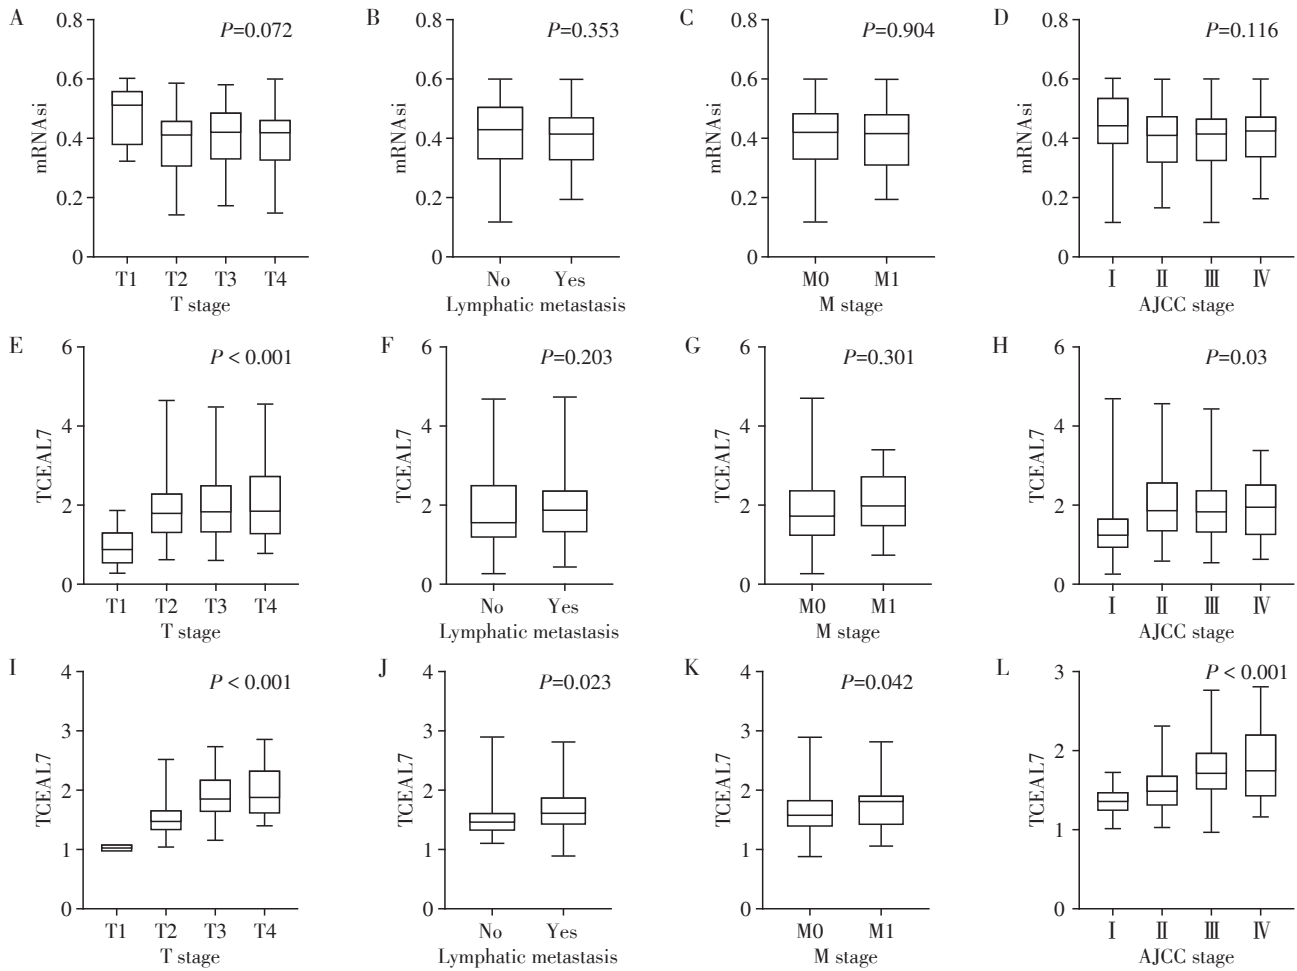 A
P=0.072
0.8
0.6
0.4
0.2
0
mRNAsi
T1 T2 T3 T4
T stage
B
P=0.353
0.8
0.6
0.4
0.2
0
mRNAsi
No Yes
Lymphatic metastasis
C
P=0.904
0.8
0.6
0.4
0.2
0
mRNAsi
M0 M1
M stage
D
P=0.116
0.8
0.6
0.4
0.2
0
mRNAsi
Ⅰ Ⅱ Ⅲ Ⅳ
AJCC stage
E
P < 0.001
6
4
2
0
TCEAL7
T1 T2 T3 T4
T stage
F
P=0.203
6
4
2
0
TCEAL7
No Yes
Lymphatic metastasis
G
P=0.301
6
4
2
0
TCEAL7
M0 M1
M stage
H
P=0.03
6
4
2
0
TCEAL7
Ⅰ Ⅱ Ⅲ Ⅳ
AJCC stage
I
P < 0.001
4
3
2
1
0
TCEAL7
T1 T2 T3 T4
T stage
J
P=0.023
4
3
2
1
0
TCEAL7
No Yes
Lymphatic metastasis
K
P=0.042
4
3
2
1
0
TCEAL7
M0 M1
M stage
L
P < 0.001
3
2
1
0
TCEAL7
Ⅰ Ⅱ Ⅲ Ⅳ
AJCC stage